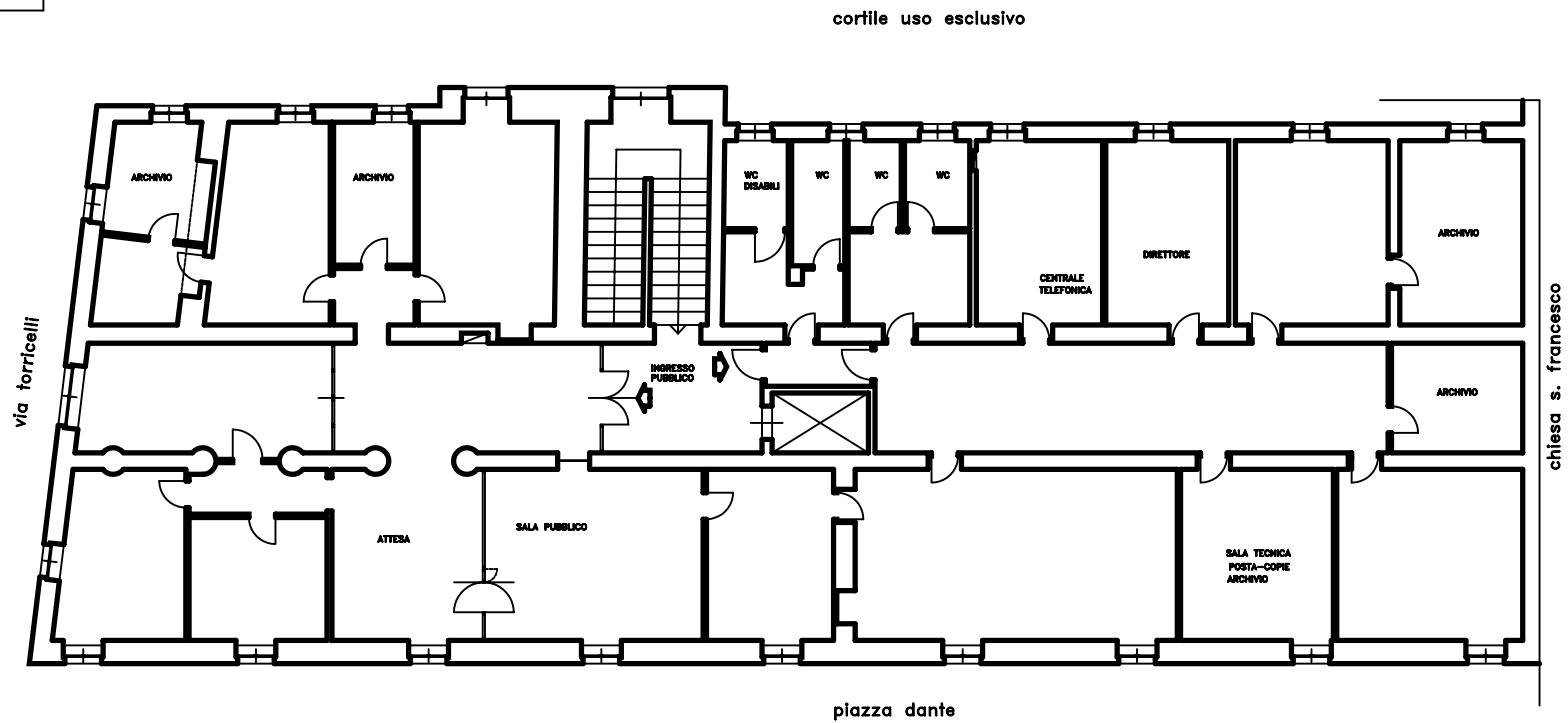 cortile uso esclusivo
ARCHIVIO
ARCHIVIO
WC
DISABILI
WC
WC
WC
CENTRALE
TELEFONICA
DIRETTORE
ARCHIVIO
via torricelli
INGRESSO
PUBBLICO
ARCHIVIO
chiesa s. francesco
ATTESA
SALA PUBBLICO
SALA TECNICA
POSTA-COPIE
ARCHIVIO
piazza dante